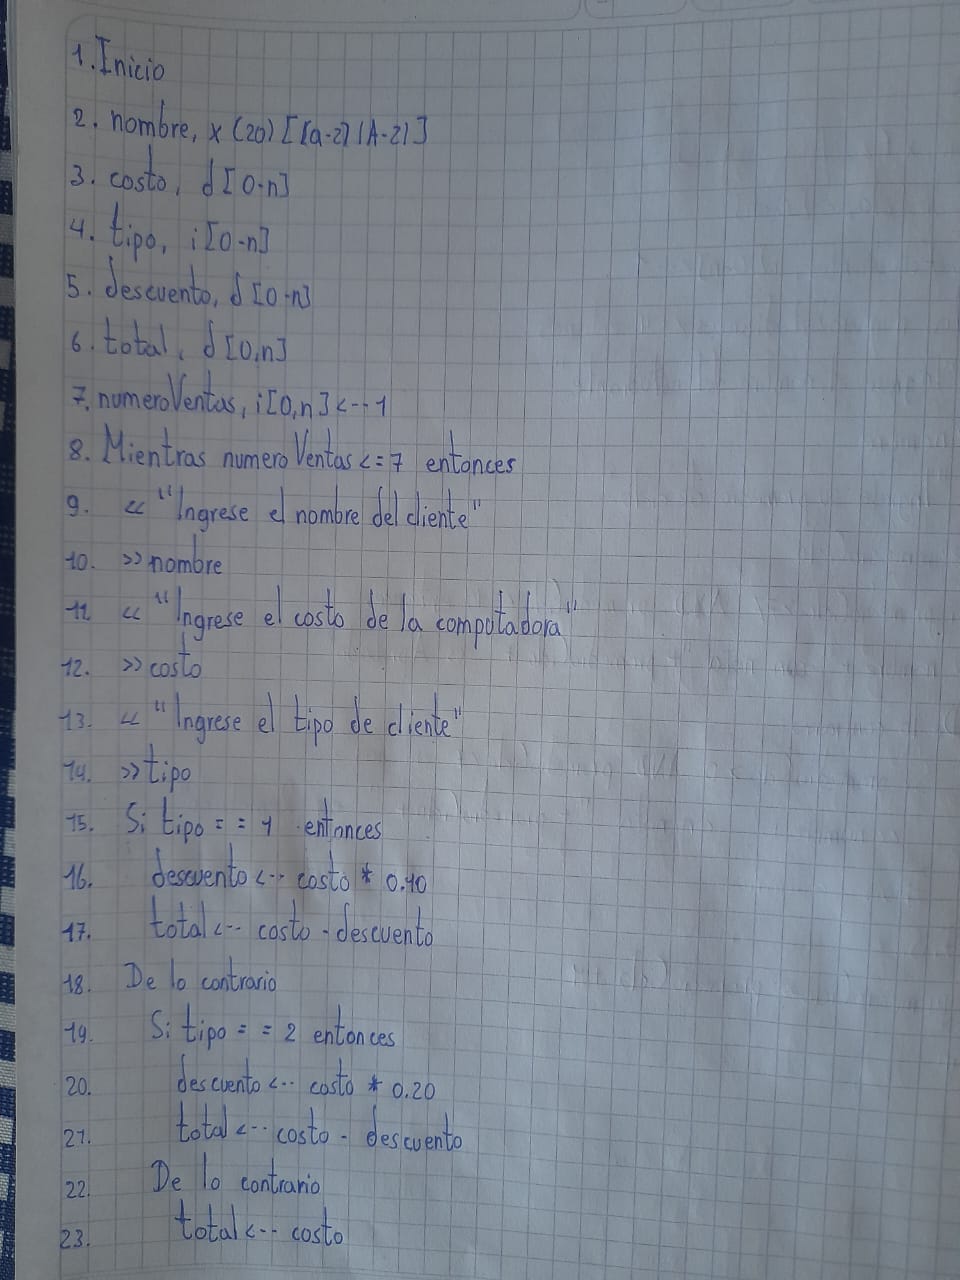 1. Inicio
2. nombre, x (20) [[a-z] (A-Z)]
3. costo, d [0-n]
4. tipo, i [0-n]
5. descuento, d [0-n]
6. total, d [0,n]
7. numeroVentas, i [0,n] <-- 1
8. Mientras numero Ventas <= 7 entonces
9. << "Ingrese el nombre del cliente"
10. >> nombre
11 << "Ingrese el costo de la computadora"
12. >> costo
13. << "Ingrese el tipo de cliente"
14. >> tipo
15. Si tipo = = 1 entonces
16. descuento <-- costo * 0.10
17. total <-- costo - descuento
18. De lo contrario
19. Si tipo = = 2 entonces
20. descuento <-- costo * 0.20
21. total <-- costo - descuento
22. De lo contrario
23. total <-- costo